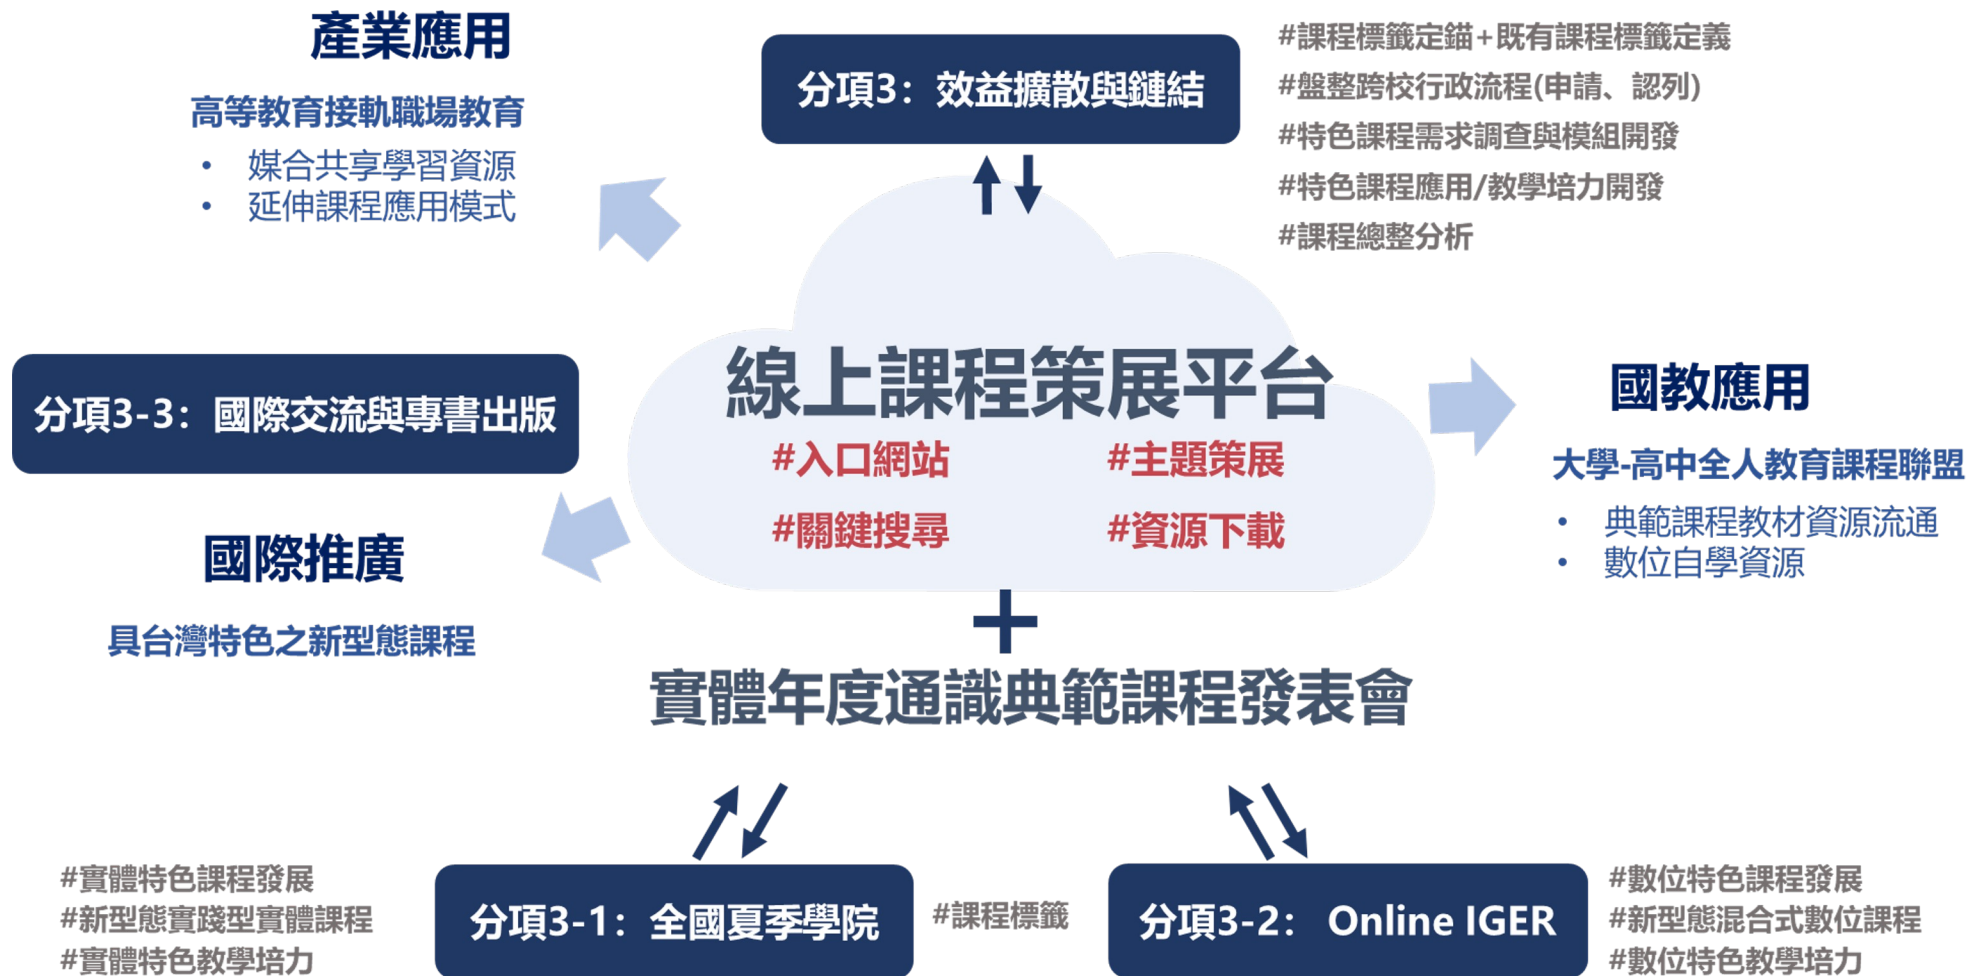 產業應用
高等教育接軌職場教育
• 媒合共享學習資源
• 延伸課程應用模式
分項3：效益擴散與鏈結
#課程標籤定錨+既有課程標籤定義
#盤整跨校行政流程(申請、認列)
#特色課程需求調查與模組開發
#特色課程應用/教學培力開發
#課程總整分析
分項3-3：國際交流與專書出版
國際推廣
具台灣特色之新型態課程
線上課程策展平台
#入口網站 #主題策展
#關鍵搜尋 #資源下載
+
實體年度通識典範課程發表會
國教應用
大學-高中全人教育課程聯盟
• 典範課程教材資源流通
• 數位自學資源
#實體特色課程發展
#新型態實踐型實體課程
#實體特色教學培力
分項3-1：全國夏季學院
#課程標籤
分項3-2： Online IGER
#數位特色課程發展
#新型態混合式數位課程
#數位特色教學培力